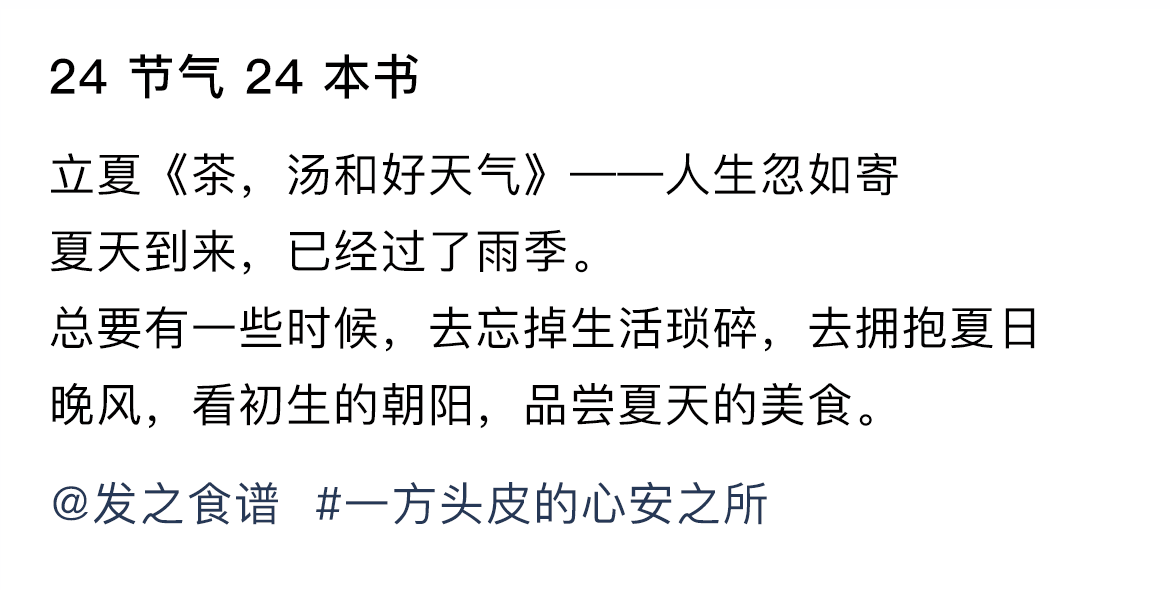 24 节气 24 本书
立夏《茶，汤和好天气》——人生忽如寄
夏天到来，已经过了雨季。
总要有一些时候，去忘掉生活琐碎，去拥抱夏日
晚风，看初生的朝阳，品尝夏天的美食。
@发之食谱 #一方头皮的心安之所